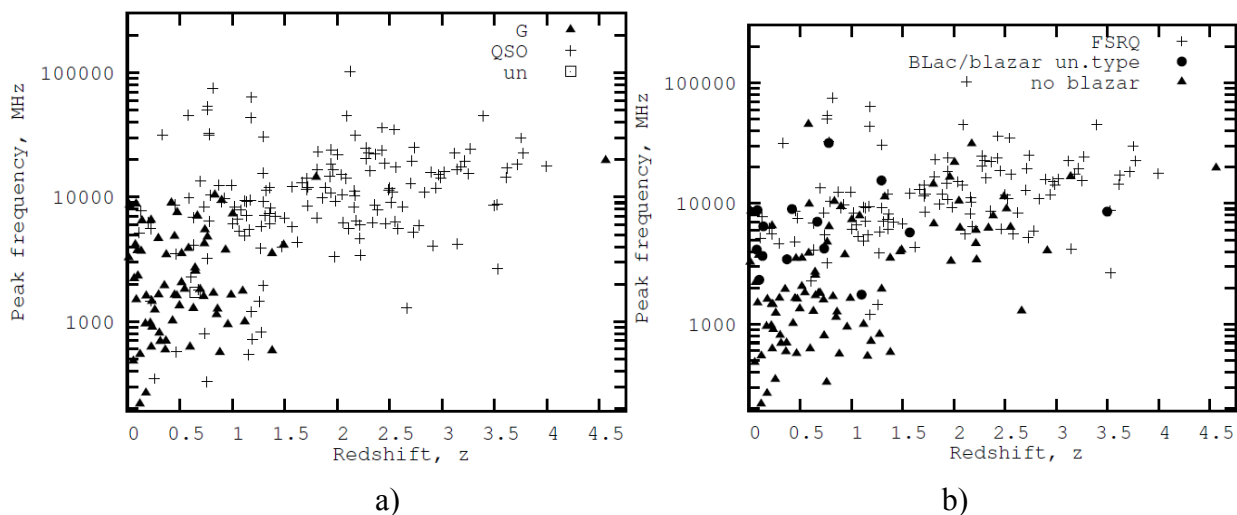 G
QSO
un
100000
10000
1000
Peak frequency, MHz
0 0.5 1 1.5 2 2.5 3 3.5 4 4.5
Redshift, z
a)
FSRQ
BLac/blazar un.type
no blazar
100000
10000
1000
Peak frequency, MHz
0 0.5 1 1.5 2 2.5 3 3.5 4 4.5
Redshift, z
b)